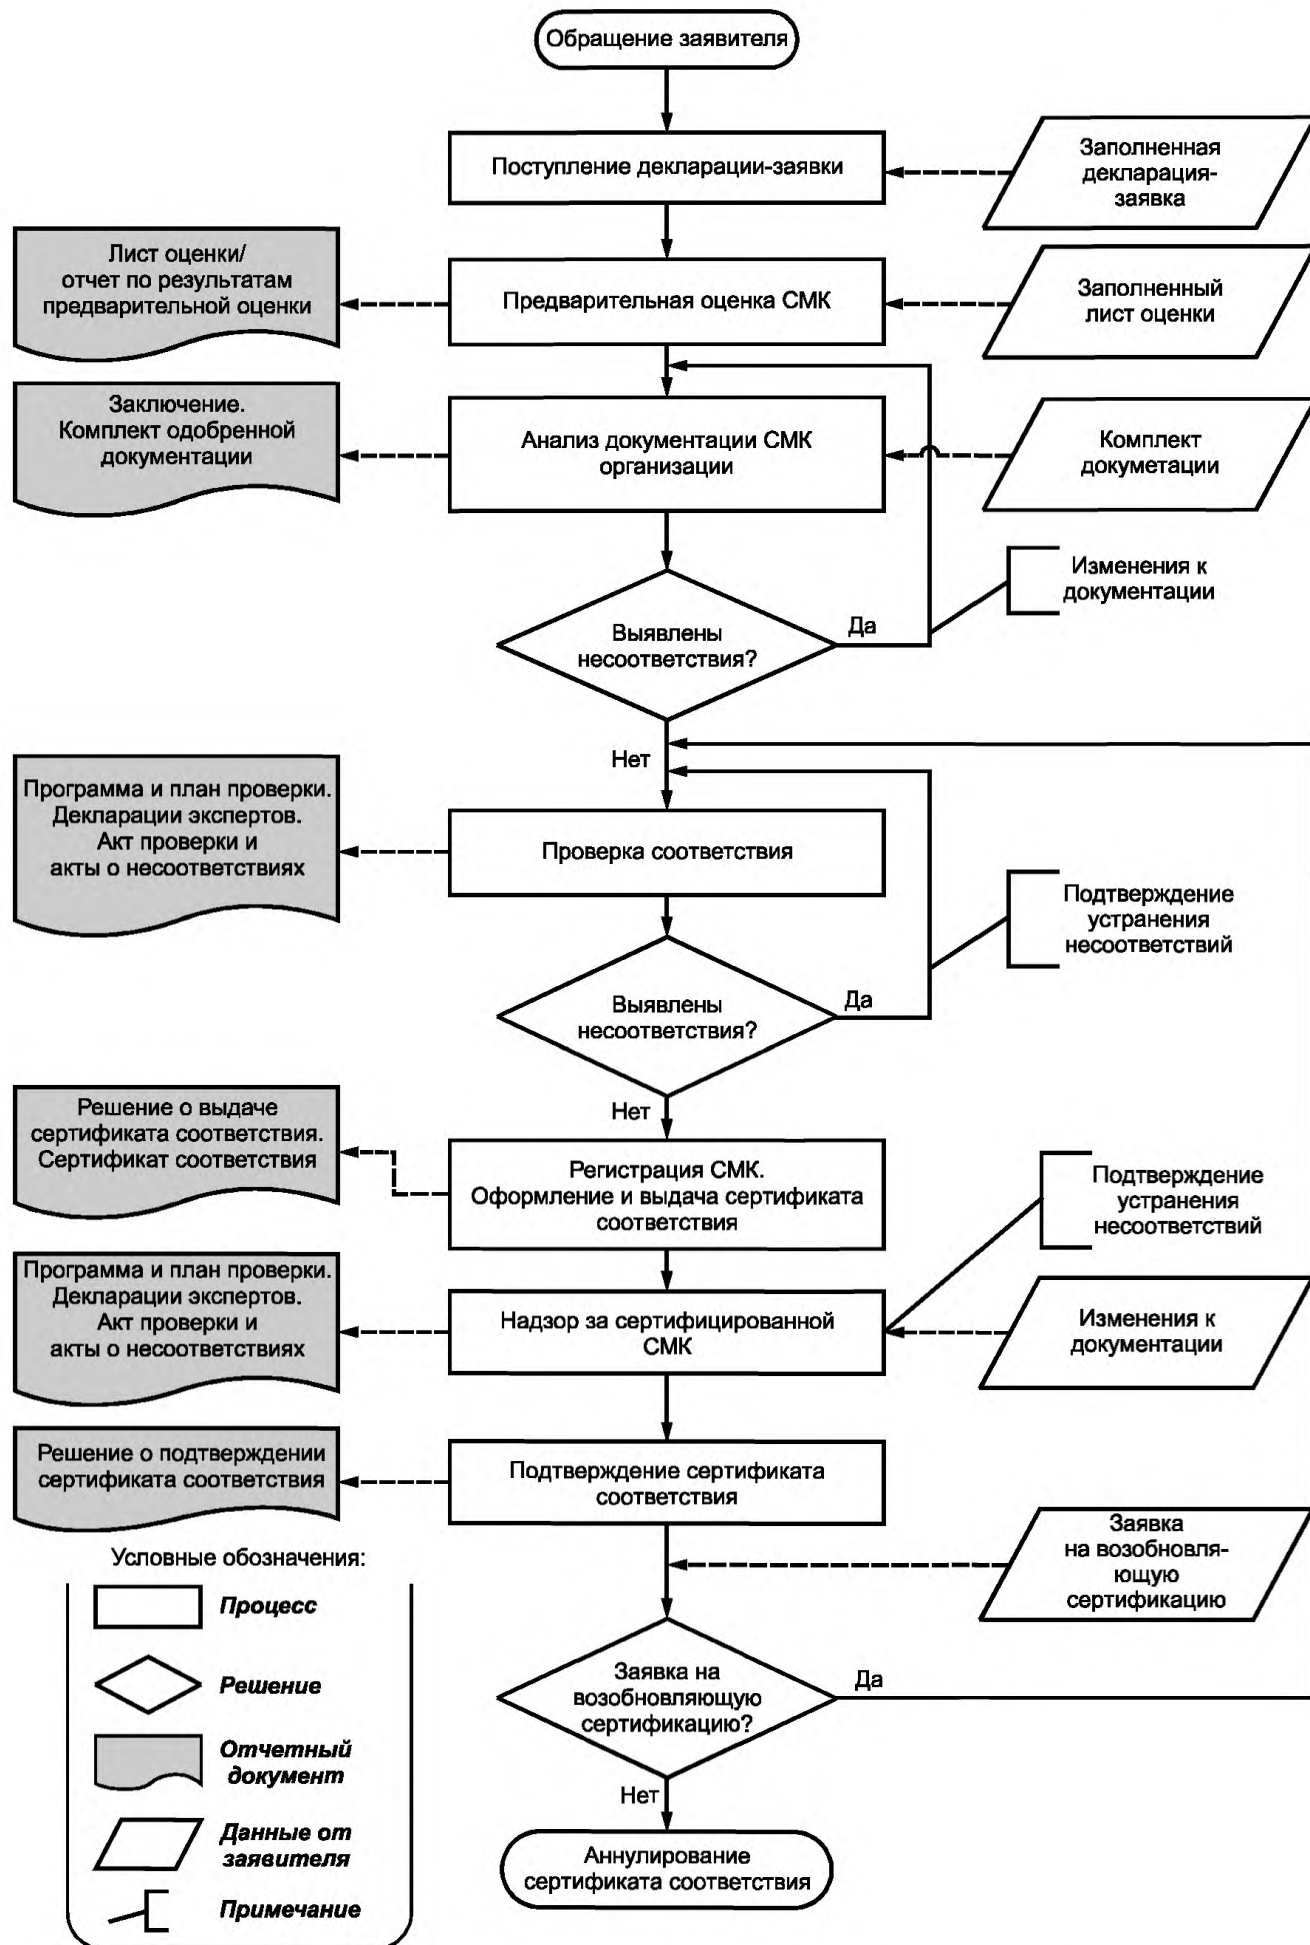 Обращение заявителя
Поступление декларации-заявки
Заполненная
декларация-
заявка
Лист оценки/
отчет по результатам
предварительной оценки
Предварительная оценка СМК
Заполненный
лист оценки
Заключение.
Комплект одобренной
документации
Анализ документации СМК
организации
Комплект
докуметации
Изменения к
документации
Выявлены
несоответствия?
Да
Нет
Программа и план проверки.
Декларации экспертов.
Акт проверки и
акты о несоответствиях
Проверка соответствия
Подтверждение
устранения
несоответствий
Выявлены
несоответствия?
Да
Нет
Решение о выдаче
сертификата соответствия.
Сертификат соответствия
Регистрация СМК.
Оформление и выдача сертификата
соответствия
Подтверждение
устранения
несоответствий
Программа и план проверки.
Декларации экспертов.
Акт проверки и
акты о несоответствиях
Надзор за сертифицированной
СМК
Изменения к
документации
Решение о подтверждении
сертификата соответствия
Подтверждение сертификата
соответствия
Заявка
на возобновля-
ющую
сертификацию
Заявка на
возобновляющую
сертификацию?
Да
Нет
Аннулирование
сертификата соответствия
Условные обозначения:
Процесс
Решение
Отчетный
документ
Данные от
заявителя
Примечание